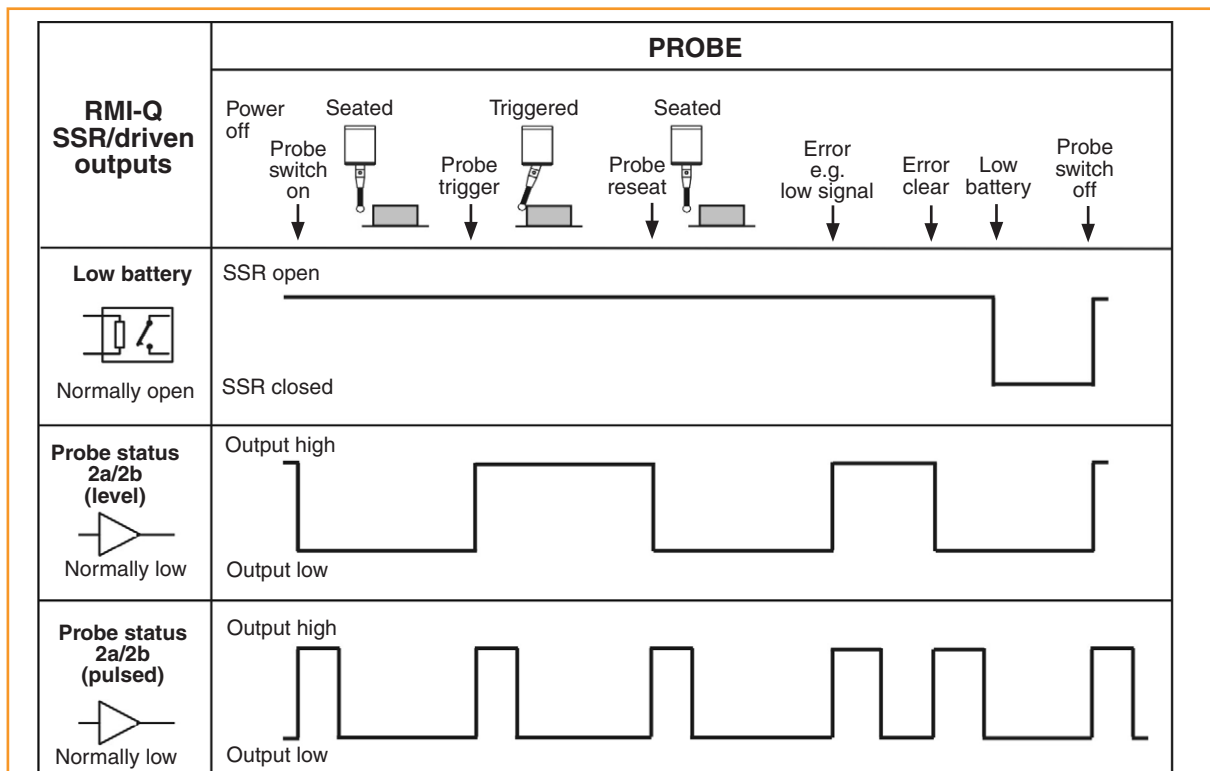 PROBE
RMI-Q
SSR/driven
outputs
Power
off
Probe
switch
on
Seated
Probe
trigger
Triggered
Probe
reseat
Seated
Error
e.g.
low signal
Error
clear
Low
battery
Probe
switch
off
Low battery
Normally open
SSR open
SSR closed
Probe status
2a/2b
(level)
Normally low
Output high
Output low
Probe status
2a/2b
(pulsed)
Normally low
Output high
Output low